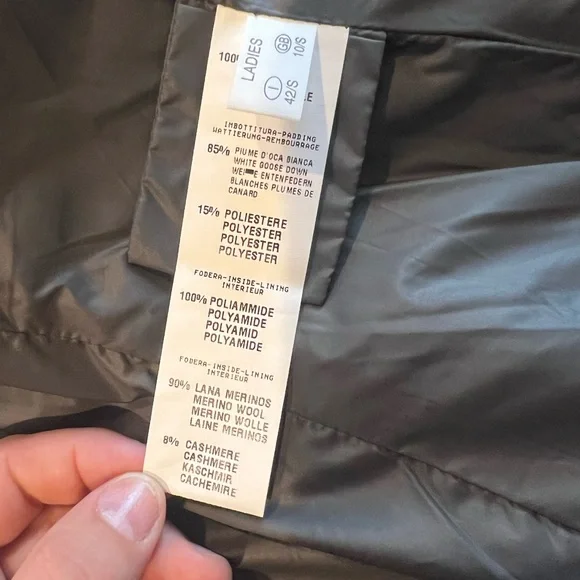 LADIES
GB 10/S
I 42/S
100%
E
IMBOTTITURA-PADDING
WATTIERUNG-REMBOURRAGE
85% PIUME D'OCA BIANCA
WHITE GOOSE DOWN
ENTENFEDERN
BLANCHES PLUMES DE
CANARD
15% POLIESTERE
POLYESTER
POLYESTER
POLYESTER
FODERA-INSIDE-LINING
INTERIEUR
100% POLIAMMIDE
POLYAMIDE
POLYAMID
POLYAMIDE
FODERA-INSIDE-LINING
INTERIEUR
90% LANA MERINOS
MERINO WOOL
MERINO WOLLE
LAINE MERINOS
8% CASHMERE
CASHMERE
KASCHMIR
CACHEMIRE